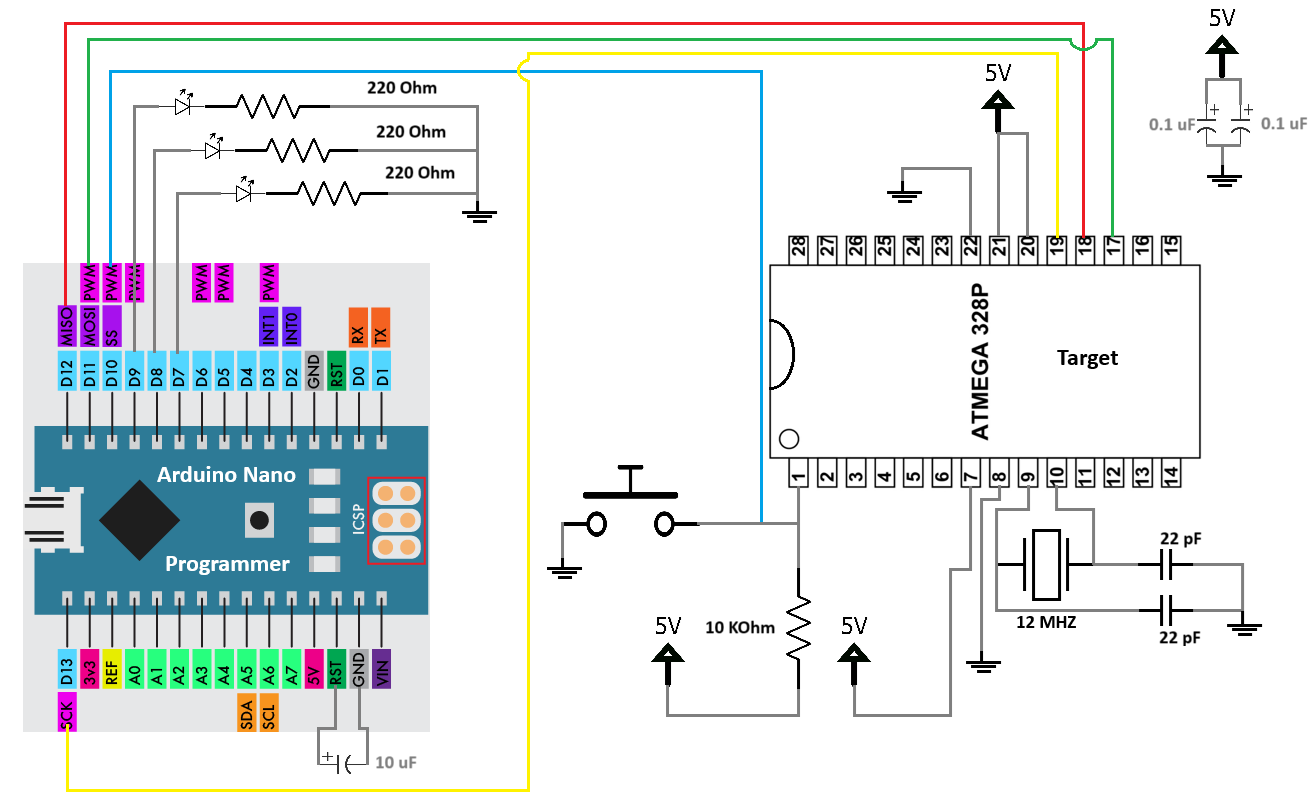 5V
220 Ohm
0.1 uF
+
+
0.1 uF
5V
220 Ohm
220 Ohm
28
27
26
25
24
23
22
21
20
19
18
17
16
15
PWM
PWM
PWM
PWM
PWM
PWM
MISO
MOSI
SS
INT1
INT0
RX
TX
D12
D11
D10
D9
D8
D7
D6
D5
D4
D3
D2
GND
RST
D0
D1
ATMEGA 328P
Target
Arduino Nano
ICSP
Programmer
1
2
3
4
5
6
7
8
9
10
11
12
13
14
22 pF
12 MHZ
22 pF
5V
10 KOhm
5V
D13
3v3
REF
A0
A1
A2
A3
A4
A5
A6
A7
5V
RST
GND
VIN
SCK
SDA
SCL
+
10 uF